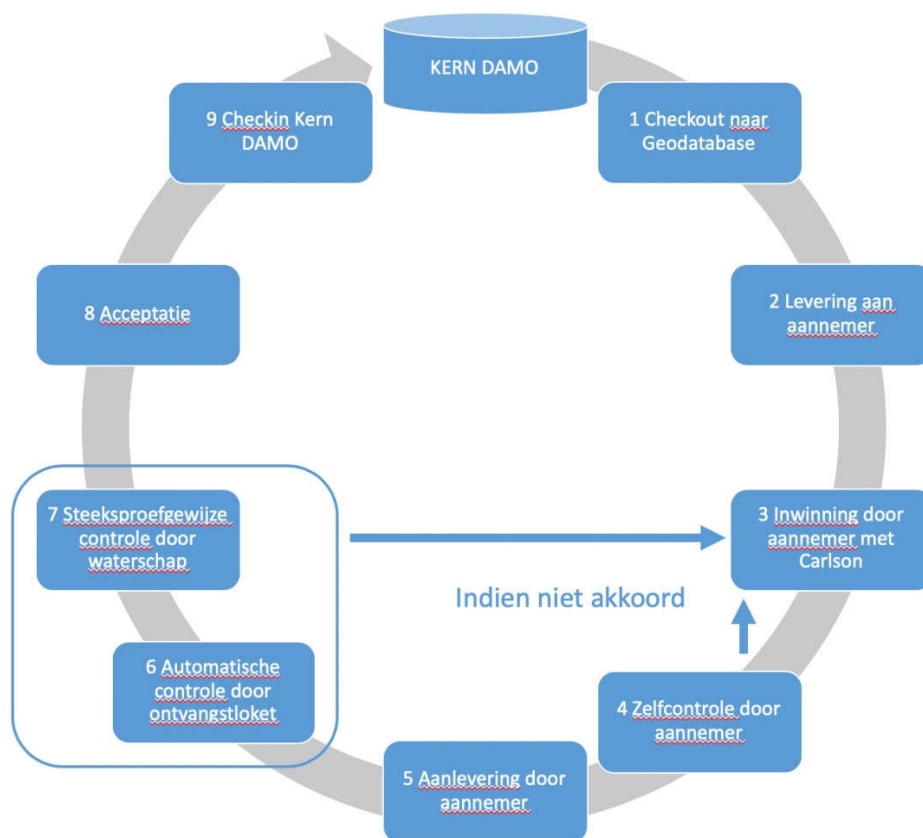 KERN DAMO
1 Checkout naar
Geodatabase
2 Levering aan
aannemer
3 Inwinning door
aannemer met
Carlson
4 Zelfcontrole door
aannemer
5 Aanlevering door
aannemer
6 Automatische
controle door
ontvangstloket
7 Steeksproefgewijze
controle door
waterschap
8 Acceptatie
9 Checkin Kern
DAMO
Indien niet akkoord